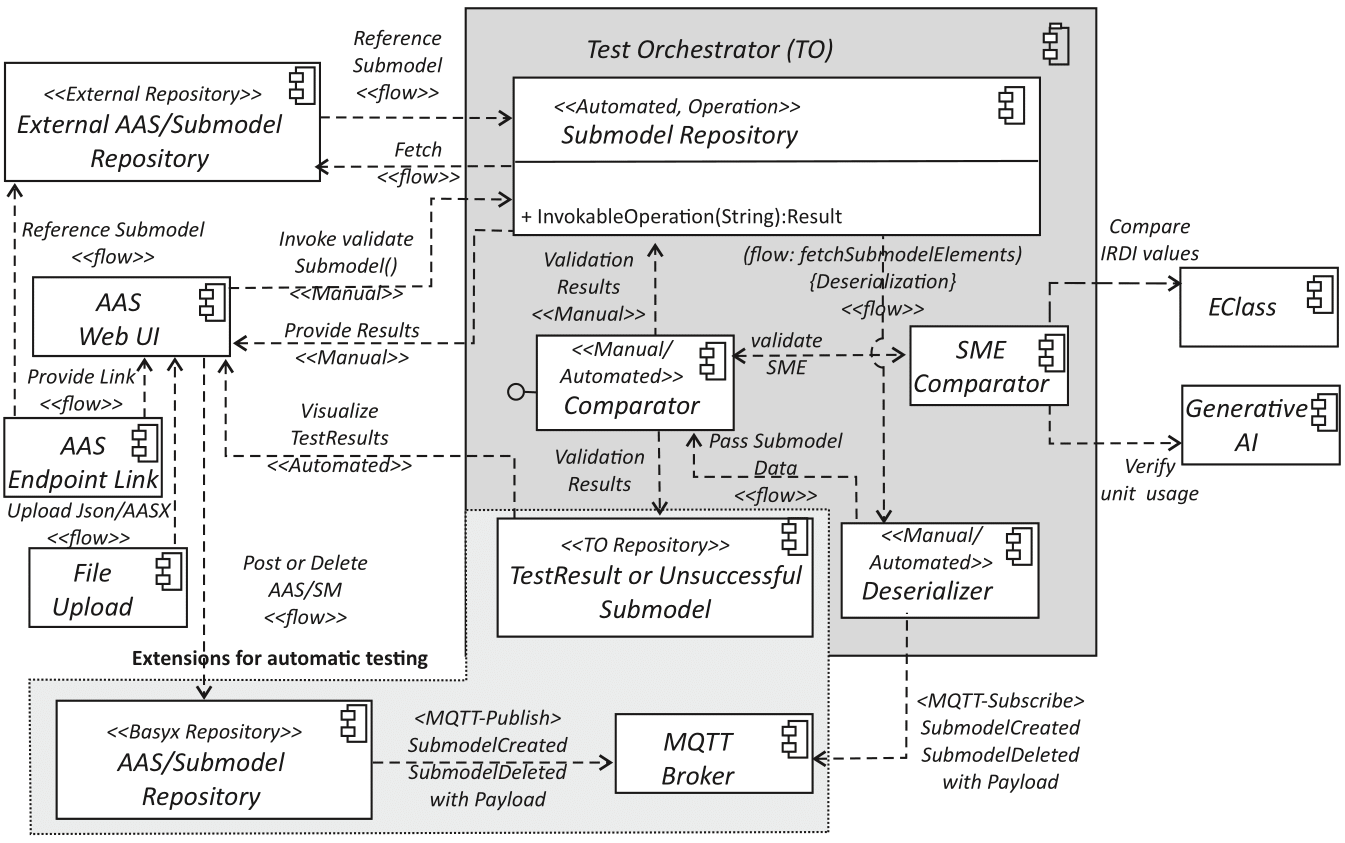 Test Orchestrator (TO)
Reference
Submodel
<<flow>>
<<External Repository>>
External AAS/Submodel
Repository
<<Automated, Operation>>
Submodel Repository
+ InvokableOperation(String):Result
Fetch
<<flow>>
Reference Submodel
<<flow>>
Invoke validate
Submodel()
<<Manual>>
AAS
Web UI
Provide Results
<<Manual>>
Validation
Results
<<Manual>>
(flow: fetchSubmodelElements)
{Deserialization}
<<flow>>
Compare
IRDI values
EClass
<<Manual/
Automated>>
Comparator
validate
SME
SME
Comparator
Generative
AI
Verify
unit usage
Provide Link
<<flow>>
AAS
Endpoint Link
Visualize
TestResults
<<Automated>>
Validation
Results
Pass Submodel
Data
<<flow>>
Upload Json/AASX
<<flow>>
File
Upload
Post or Delete
AAS/SM
<<flow>>
<<TO Repository>>
TestResult or Unsuccessful
Submodel
<<Manual/
Automated>>
Deserializer
Extensions for automatic testing
<<Basyx Repository>>
AAS/Submodel
Repository
<MQTT-Publish>
SubmodelCreated
SubmodelDeleted
with Payload
MQTT
Broker
<MQTT-Subscribe>
SubmodelCreated
SubmodelDeleted
with Payload